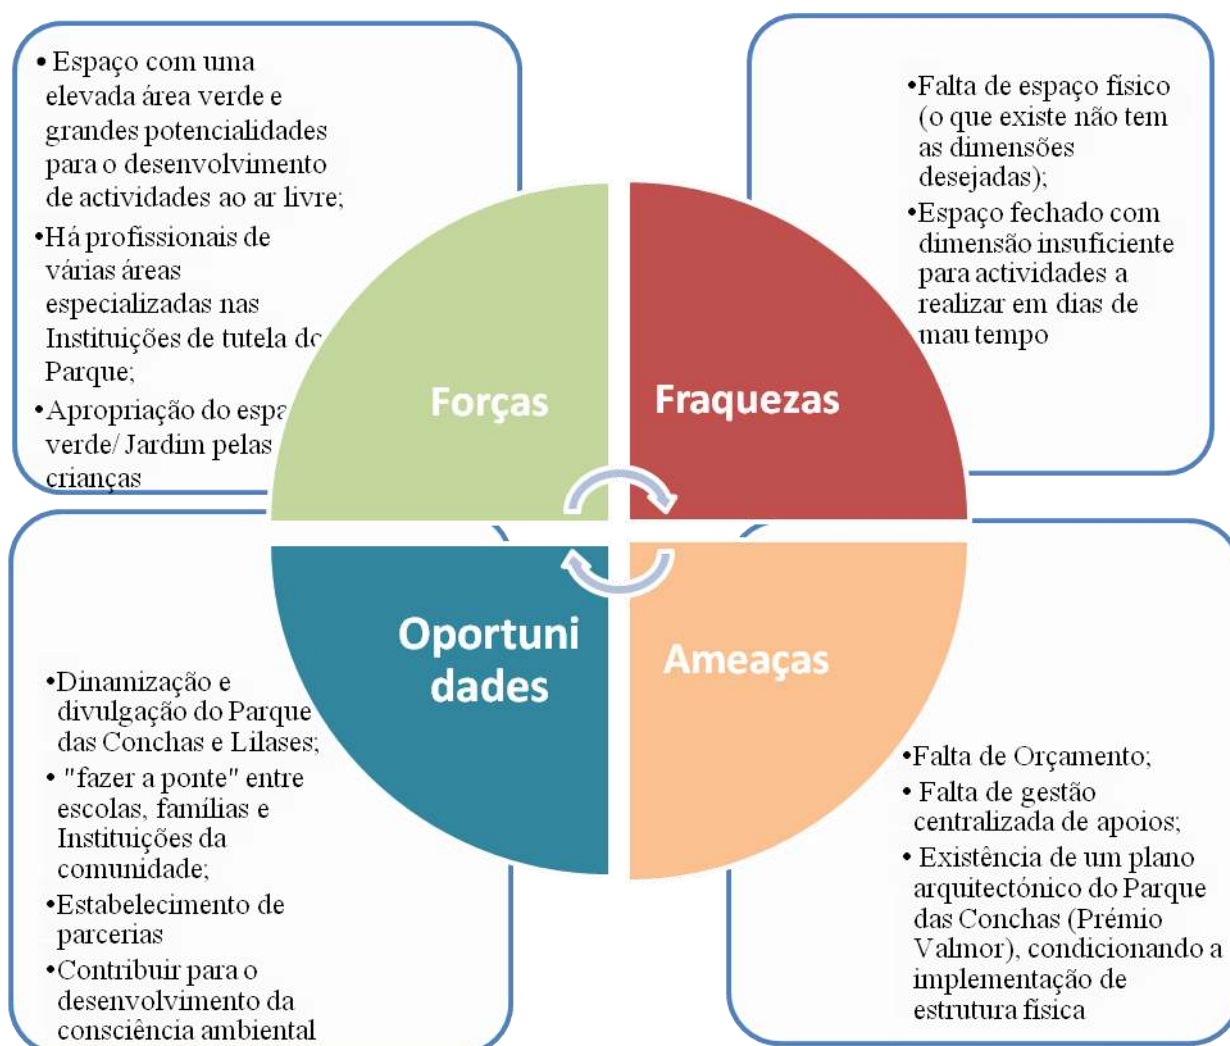 • Espaço com uma
elevada área verde e
grandes potencialidades
para o desenvolvimento
de actividades ao ar livre;
•Há profissionais de
várias áreas
especializadas nas
Instituições de tutela do
Parque;
•Apropriação do espa
verde/ Jardim pelas
crianças
•Falta de espaço físico
(o que existe não tem
as dimensões
desejadas);
•Espaço fechado com
dimensão insuficiente
para actividades a
realizar em dias de
mau tempo
Forças
Fraquezas
Oportuni
dades
Ameaças
•Dinamização e
divulgação do Parque
das Conchas e Lilases;
• "fazer a ponte" entre
escolas, famílias e
Instituições da
comunidade;
•Estabelecimento de
parcerias
•Contribuir para o
desenvolvimento da
consciência ambiental
•Falta de Orçamento;
• Falta de gestão
centralizada de apoios;
• Existência de um plano
arquitectónico do Parque
das Conchas (Prémio
Valmor), condicionando a
implementação de
estrutura física